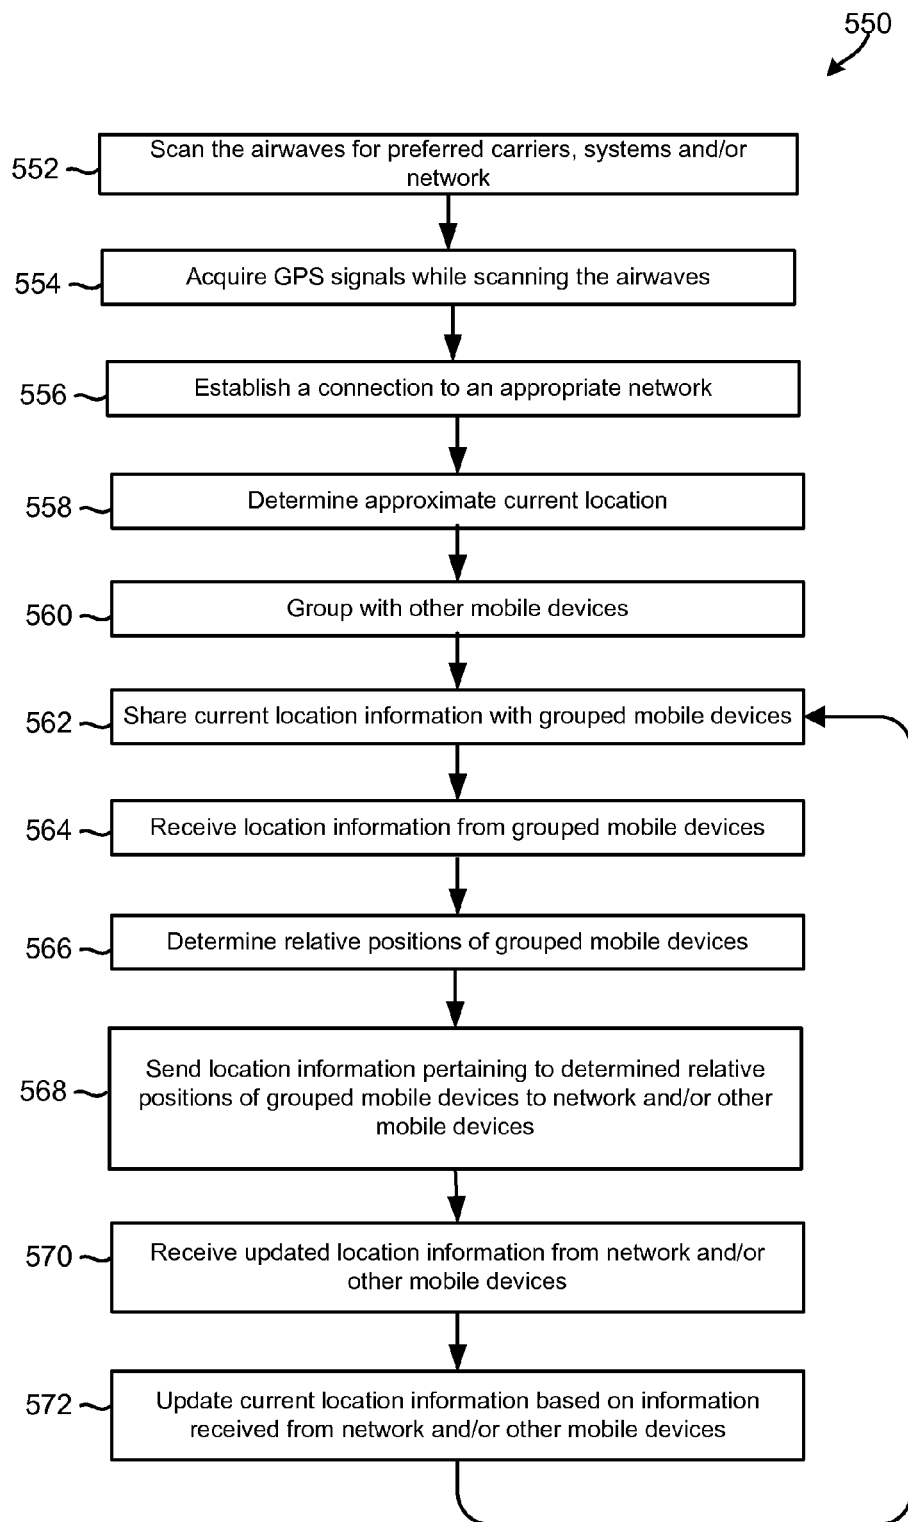 550
552
Scan the airwaves for preferred carriers, systems and/or
network
554
Acquire GPS signals while scanning the airwaves
556
Establish a connection to an appropriate network
558
Determine approximate current location
560
Group with other mobile devices
562
Share current location information with grouped mobile devices
564
Receive location information from grouped mobile devices
566
Determine relative positions of grouped mobile devices
568
Send location information pertaining to determined relative
positions of grouped mobile devices to network and/or other
mobile devices
570
Receive updated location information from network and/or
other mobile devices
572
Update current location information based on information
received from network and/or other mobile devices